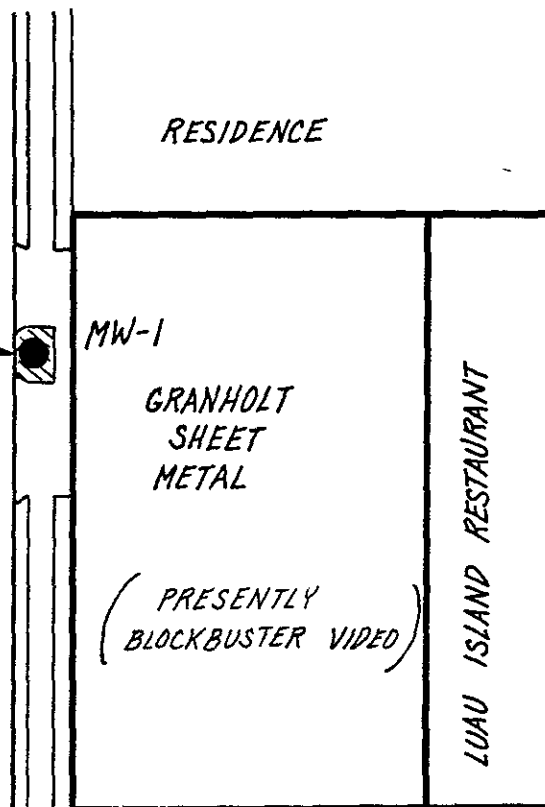 RESIDENCE
MW-1
GRANHOLT
SHEET
METAL
(PRESENTLY
BLOCKBUSTER VIDEO)
LUAU ISLAND RESTAURANT